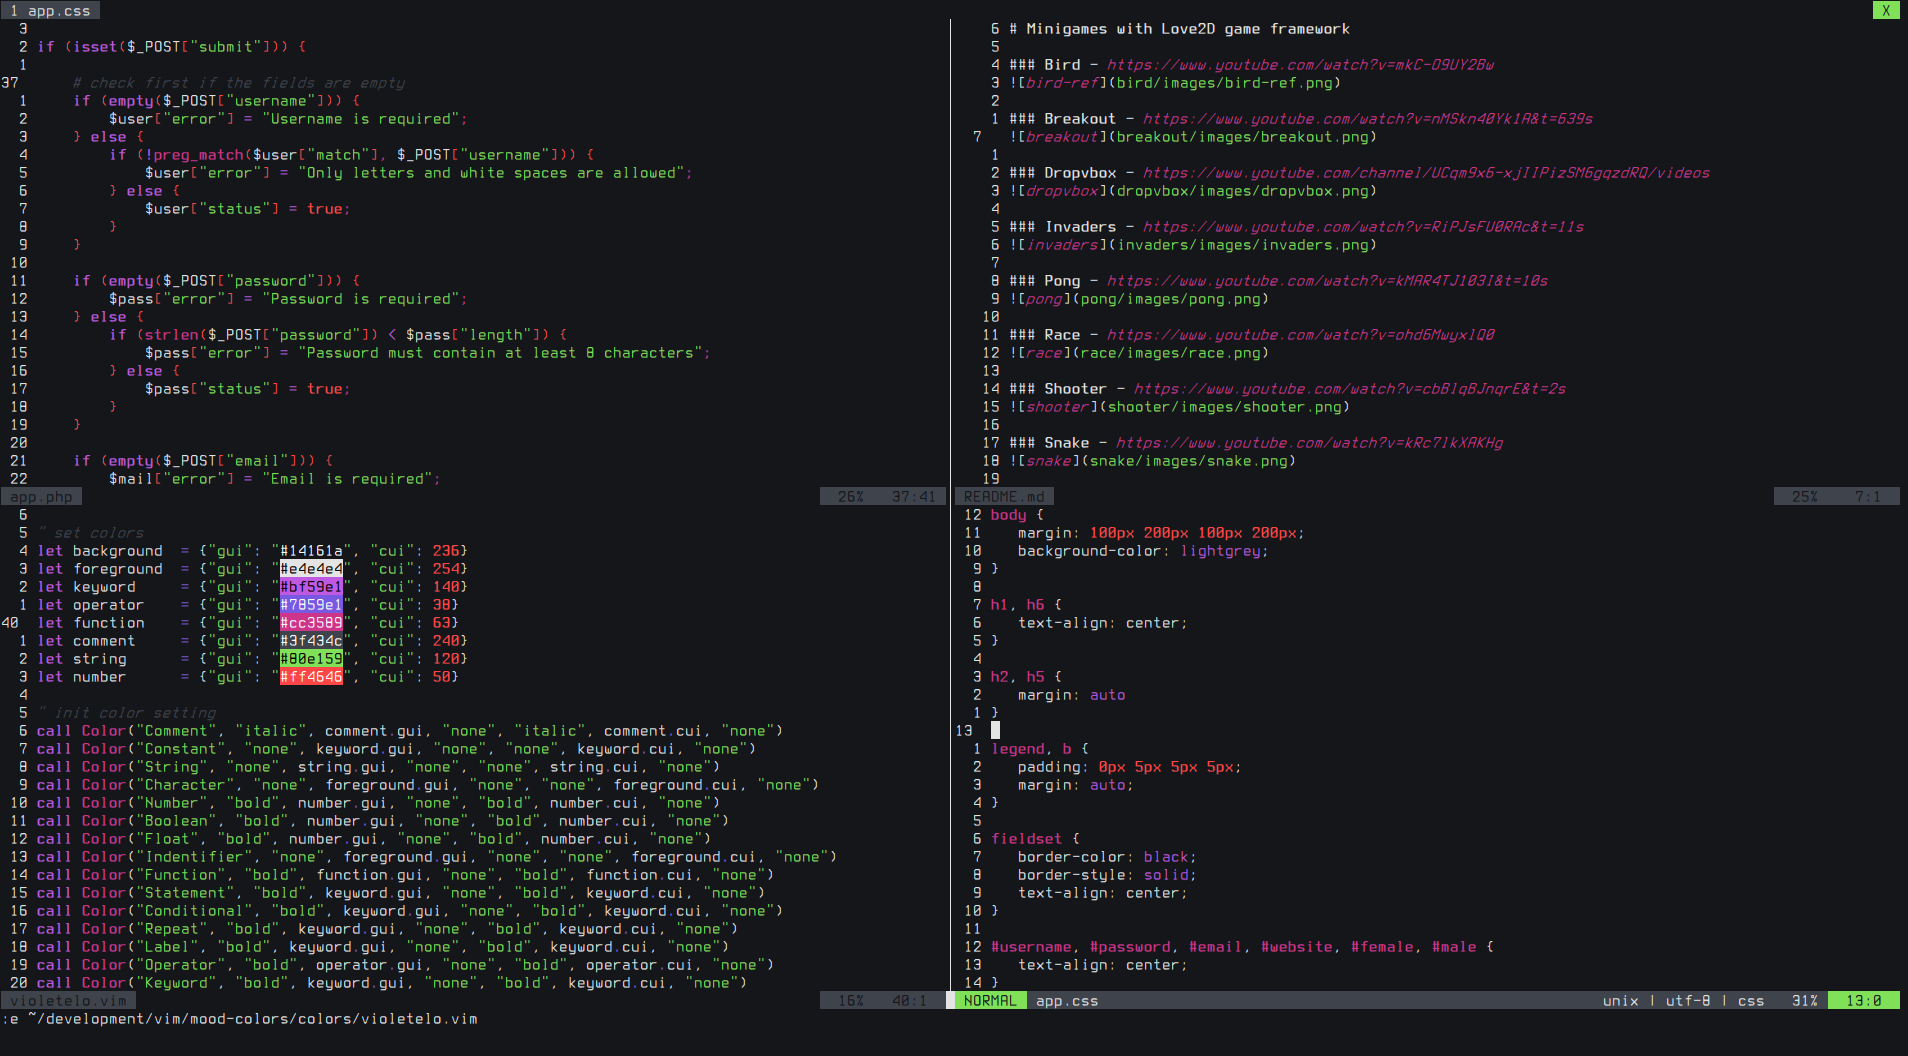 1 app.css
X
3
2 if (isset($_POST["submit"])) {
1
37 # check first if the fields are empty
1 if (empty($_POST["username"])) {
2 $user["error"] = "Username is required";
3 } else {
4 if (!preg_match($user["match"], $_POST["username"])) {
5 $user["error"] = "Only letters and white spaces are allowed";
6 } else {
7 $user["status"] = true;
8 }
9 }
10
11 if (empty($_POST["password"])) {
12 $pass["error"] = "Password is required";
13 } else {
14 if (strlen($_POST["password"]) < $pass["length"]) {
15 $pass["error"] = "Password must contain at least 8 characters";
16 } else {
17 $pass["status"] = true;
18 }
19 }
20
21 if (empty($_POST["email"])) {
22 $mail["error"] = "Email is required";
app.php 26% 37:41
6
5 " set colors
4 let background = {"gui": "#14161a", "cui": 236}
3 let foreground = {"gui": "#e4e4e4", "cui": 254}
2 let keyword = {"gui": "#bf59e1", "cui": 140}
1 let operator = {"gui": "#7859e1", "cui": 38}
40 let function = {"gui": "#cc3589", "cui": 63}
1 let comment = {"gui": "#3f434c", "cui": 240}
2 let string = {"gui": "#80e159", "cui": 120}
3 let number = {"gui": "#ff4646", "cui": 50}
4
5 " init color setting
6 call Color("Comment", "italic", comment.gui, "none", "italic", comment.cui, "none")
7 call Color("Constant", "none", keyword.gui, "none", "none", keyword.cui, "none")
8 call Color("String", "none", string.gui, "none", "none", string.cui, "none")
9 call Color("Character", "none", foreground.gui, "none", "none", foreground.cui, "none")
10 call Color("Number", "bold", number.gui, "none", "bold", number.cui, "none")
11 call Color("Boolean", "bold", number.gui, "none", "bold", number.cui, "none")
12 call Color("Float", "bold", number.gui, "none", "bold", number.cui, "none")
13 call Color("Indentifier", "none", foreground.gui, "none", "none", foreground.cui, "none")
14 call Color("Function", "bold", function.gui, "none", "bold", function.cui, "none")
15 call Color("Statement", "bold", keyword.gui, "none", "bold", keyword.cui, "none")
16 call Color("Conditional", "bold", keyword.gui, "none", "bold", keyword.cui, "none")
17 call Color("Repeat", "bold", keyword.gui, "none", "bold", keyword.cui, "none")
18 call Color("Label", "bold", keyword.gui, "none", "bold", keyword.cui, "none")
19 call Color("Operator", "bold", operator.gui, "none", "bold", operator.cui, "none")
20 call Color("Keyword", "bold", keyword.gui, "none", "bold", keyword.cui, "none")
violetelo.vim 16% 40:1
6 # Minigames with Love2D game framework
5
4 ### Bird - https://www.youtube.com/watch?v=mkC-O9UY2Bw
3 ![bird-ref](bird/images/bird-ref.png)
2
1 ### Breakout - https://www.youtube.com/watch?v=nMSkn40Yk1A&t=639s
7 ![breakout](breakout/images/breakout.png)
1
2 ### Dropvbox - https://www.youtube.com/channel/UCqm9x6-xjIIPizSM6gqzdRQ/videos
3 ![dropvbox](dropvbox/images/dropvbox.png)
4
5 ### Invaders - https://www.youtube.com/watch?v=RiPJsFU0RAc&t=11s
6 ![invaders](invaders/images/invaders.png)
7
8 ### Pong - https://www.youtube.com/watch?v=kMAR4TJ103I&t=10s
9 ![pong](pong/images/pong.png)
10
11 ### Race - https://www.youtube.com/watch?v=ohd6MwyxlQ0
12 ![race](race/images/race.png)
13
14 ### Shooter - https://www.youtube.com/watch?v=cbBlqBJnqrE&t=2s
15 ![shooter](shooter/images/shooter.png)
16
17 ### Snake - https://www.youtube.com/watch?v=kRc7lkXAKHg
18 ![snake](snake/images/snake.png)
19
README.md 25% 7:1
12 body {
11 margin: 100px 200px 100px 200px;
10 background-color: lightgrey;
9 }
8
7 h1, h6 {
6 text-align: center;
5 }
4
3 h2, h5 {
2 margin: auto
1 }
13
1 legend, b {
2 padding: 0px 5px 5px 5px;
3 margin: auto;
4 }
5
6 fieldset {
7 border-color: black;
8 border-style: solid;
9 text-align: center;
10 }
11
12 #username, #password, #email, #website, #female, #male {
13 text-align: center;
14 }
NORMAL app.css unix | utf-8 | css 31% 13:0
:e ~/development/vim/mood-colors/colors/violetelo.vim